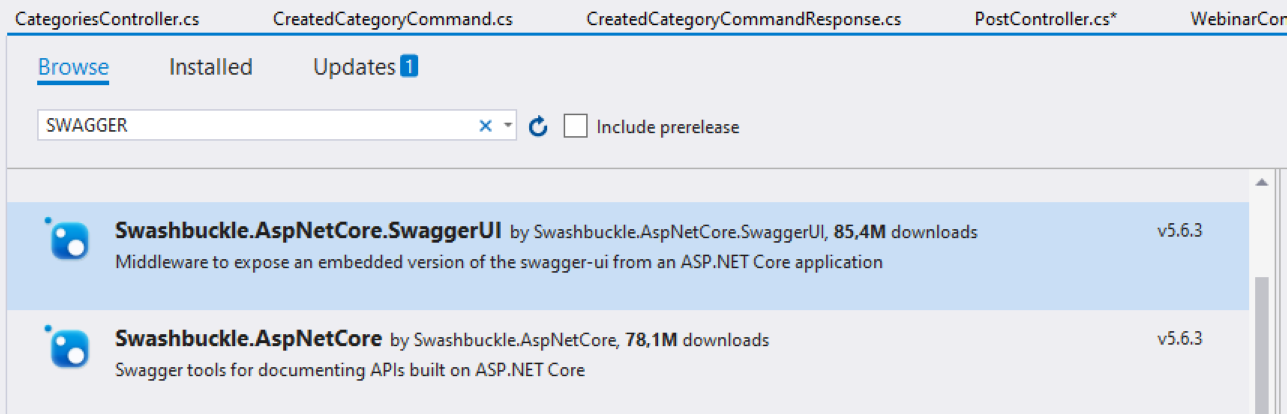 CategoriesController.cs CreatedCategoryCommand.cs CreatedCategoryCommandResponse.cs PostController.cs* WebinarCon
Browse Installed Updates 1
SWAGGER Include prerelease
Swashbuckle.AspNetCore.SwaggerUI by Swashbuckle.AspNetCore.SwaggerUI, 85,4M downloads v5.6.3
Middleware to expose an embedded version of the swagger-ui from an ASP.NET Core application
Swashbuckle.AspNetCore by Swashbuckle.AspNetCore, 78,1M downloads v5.6.3
Swagger tools for documenting APIs built on ASP.NET Core